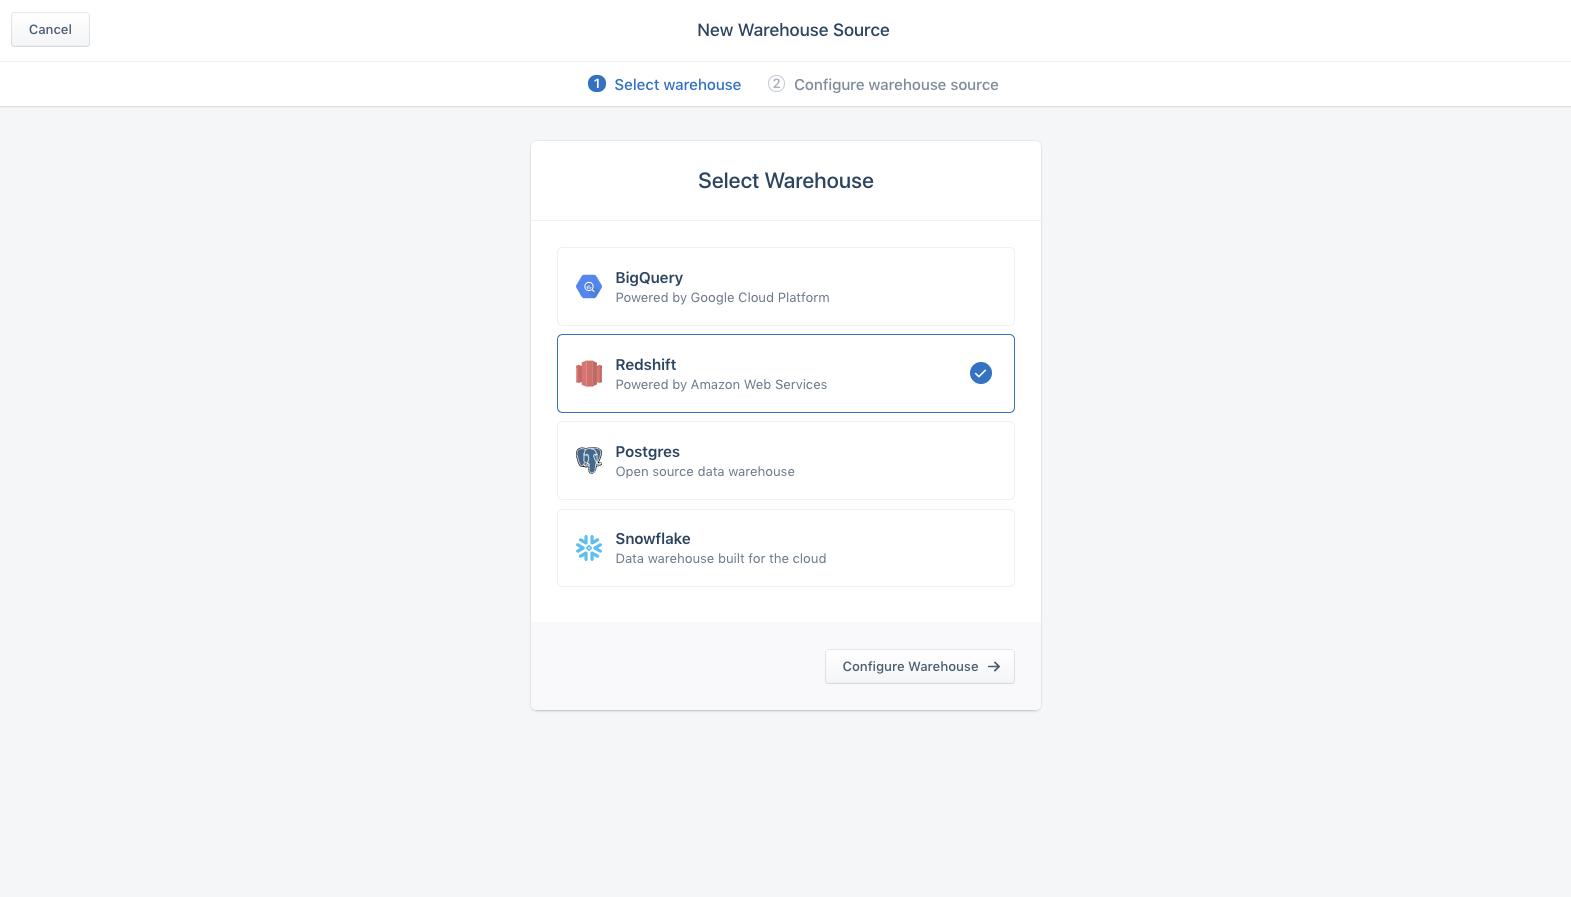 Cancel
New Warehouse Source
1 Select warehouse
2 Configure warehouse source
Select Warehouse
BigQuery
Powered by Google Cloud Platform
Redshift
Powered by Amazon Web Services
Postgres
Open source data warehouse
Snowflake
Data warehouse built for the cloud
Configure Warehouse →